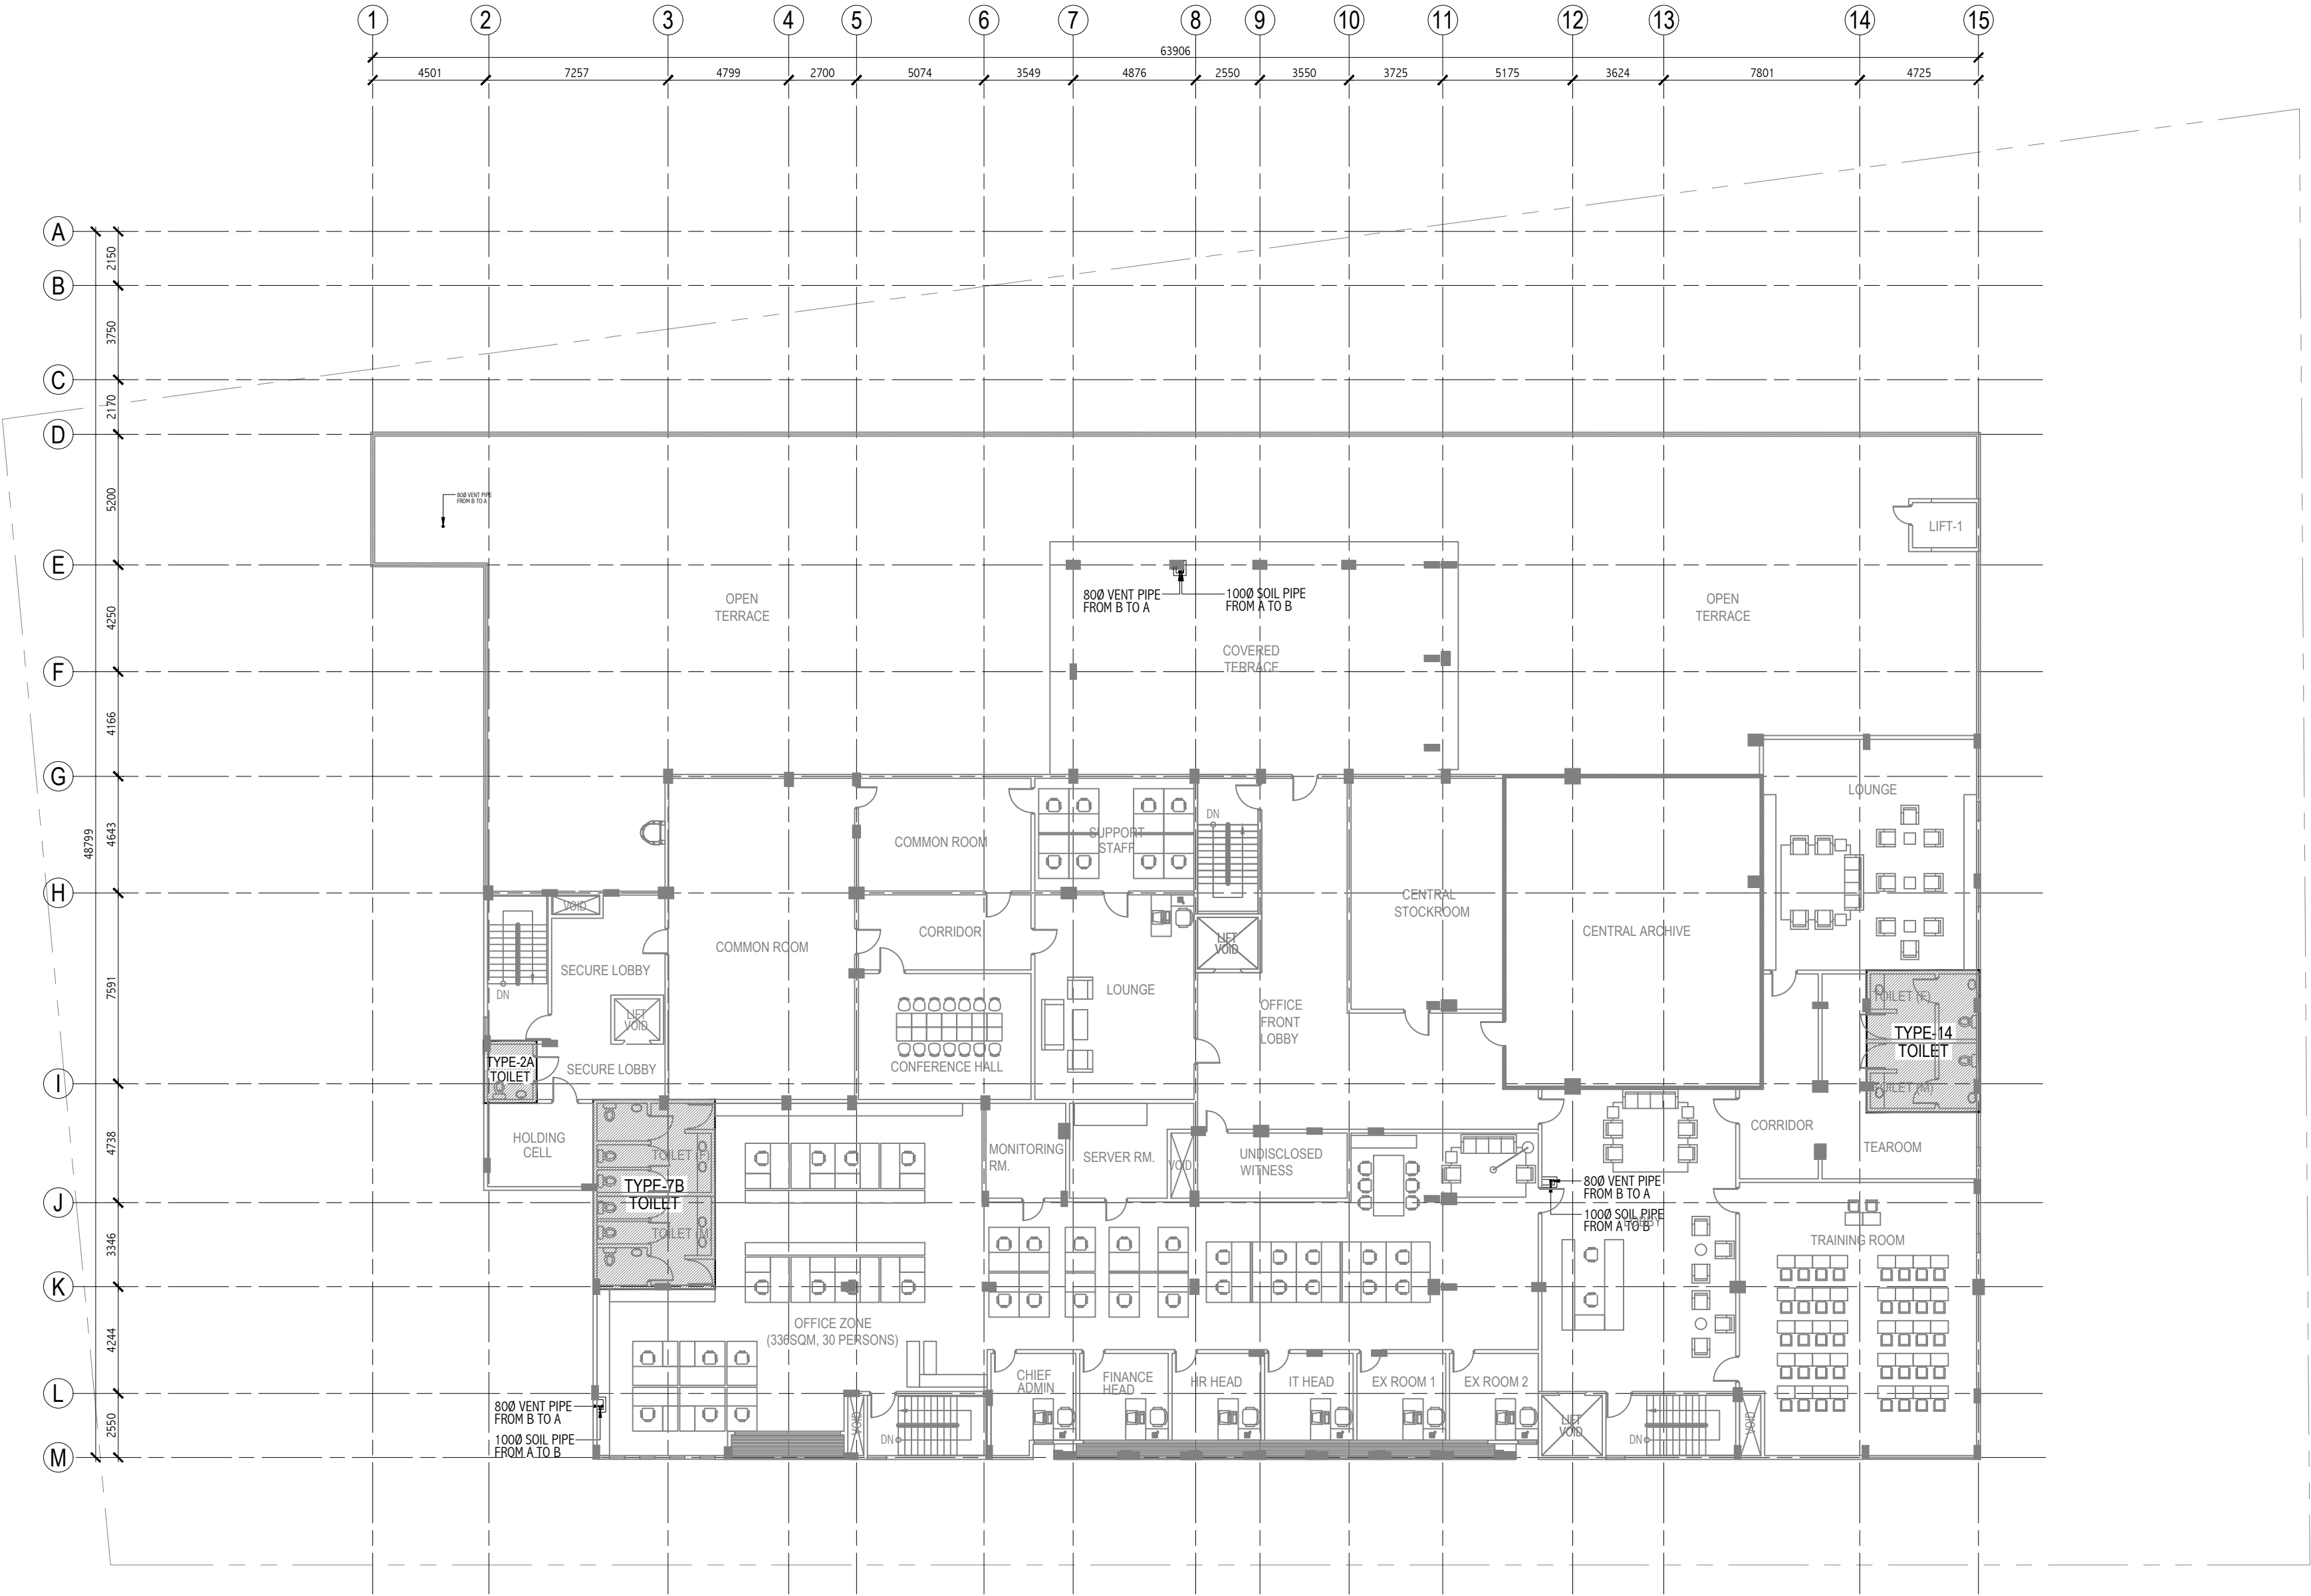 1 2 3 4 5 6 7 8 9 10 11 12 13 14 15
63906
4501 7257 4799 2700 5074 3549 4876 2550 3550 3725 5175 3624 7801 4725
A
2150
B
3750
C
2170
D
5200
E
4250
F
4166
G
4643
H
7591
I
4738
J
3346
K
4244
L
2550
M
48799
80Ø VENT PIPE
FROM B TO A
LIFT-1
OPEN
TERRACE
80Ø VENT PIPE
FROM B TO A
100Ø SOIL PIPE
FROM A TO B
OPEN
TERRACE
COVERED
TERRACE
LOUNGE
COMMON ROOM
SUPPORT
STAFF
DN
VOID
COMMON ROOM
CORRIDOR
CENTRAL
STOCKROOM
CENTRAL ARCHIVE
LIFT
VOID
SECURE LOBBY
DN
LIFT
VOID
LOUNGE
OFFICE
FRONT
LOBBY
TOILET (F)
TYPE-14
TOILET
TOILET (M)
TYPE-2A
TOILET
SECURE LOBBY
CONFERENCE HALL
HOLDING
CELL
TOILET (F)
TYPE-7B
TOILET
TOILET (M)
MONITORING
RM.
SERVER RM.
VOID
UNDISCLOSED
WITNESS
CORRIDOR
TEAROOM
80Ø VENT PIPE
FROM B TO A
100Ø SOIL PIPE
FROM A TO B
LOBBY
TRAINING ROOM
OFFICE ZONE
(336SQM, 30 PERSONS)
CHIEF
ADMIN
FINANCE
HEAD
HR HEAD
IT HEAD
EX ROOM 1
EX ROOM 2
80Ø VENT PIPE
FROM B TO A
100Ø SOIL PIPE
FROM A TO B
VOID
DN
LIFT
VOID
DN
VOID